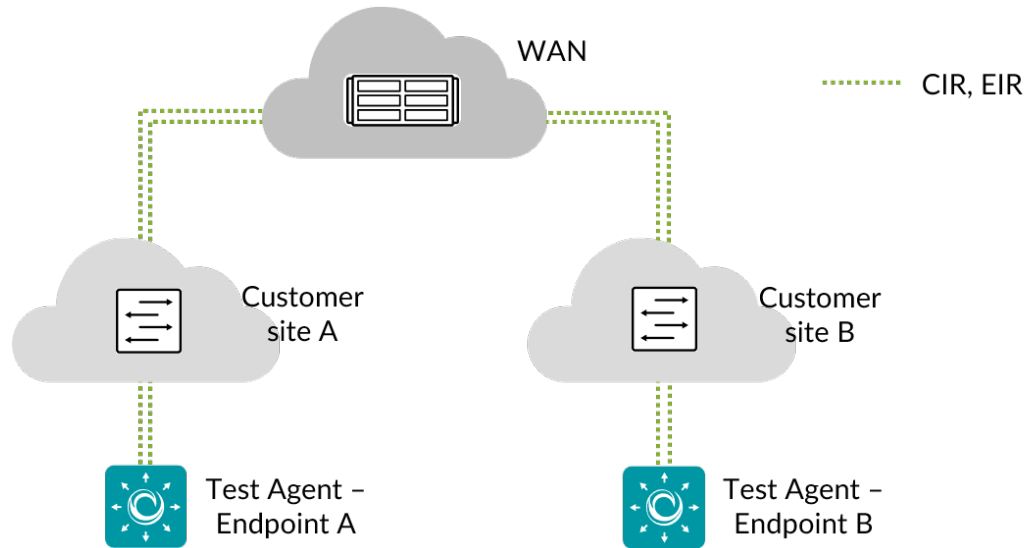 WAN
CIR, EIR
Customer
site A
Customer
site B
Test Agent –
Endpoint A
Test Agent –
Endpoint B